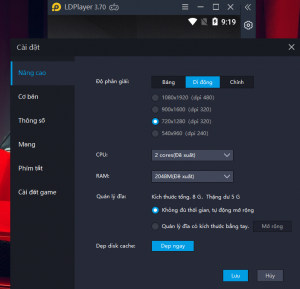 LDPlayer 3.70
9:19
Cài đặt
Nâng cao
Cơ bản
Thông số
Mạng
Phím tắt
Cài đặt game
Độ phân giải:
Bảng
Di động
Chỉnh
1080x1920 (dpi 480)
900x1600 (dpi 320)
720x1280 (dpi 320)
540x960 (dpi 240)
CPU:
2 cores(Đề xuất)
RAM:
2048M(Đề xuất)
Quản lý đĩa:
Kích thước tổng. 8 G, Thặng dư 5 G
Không đủ thời gian, tự động mở rộng
Quản lý đĩa có kích thước bằng tay.
Mở rộng
Dẹp disk cache:
Dẹp ngay
Lưu
Hủy